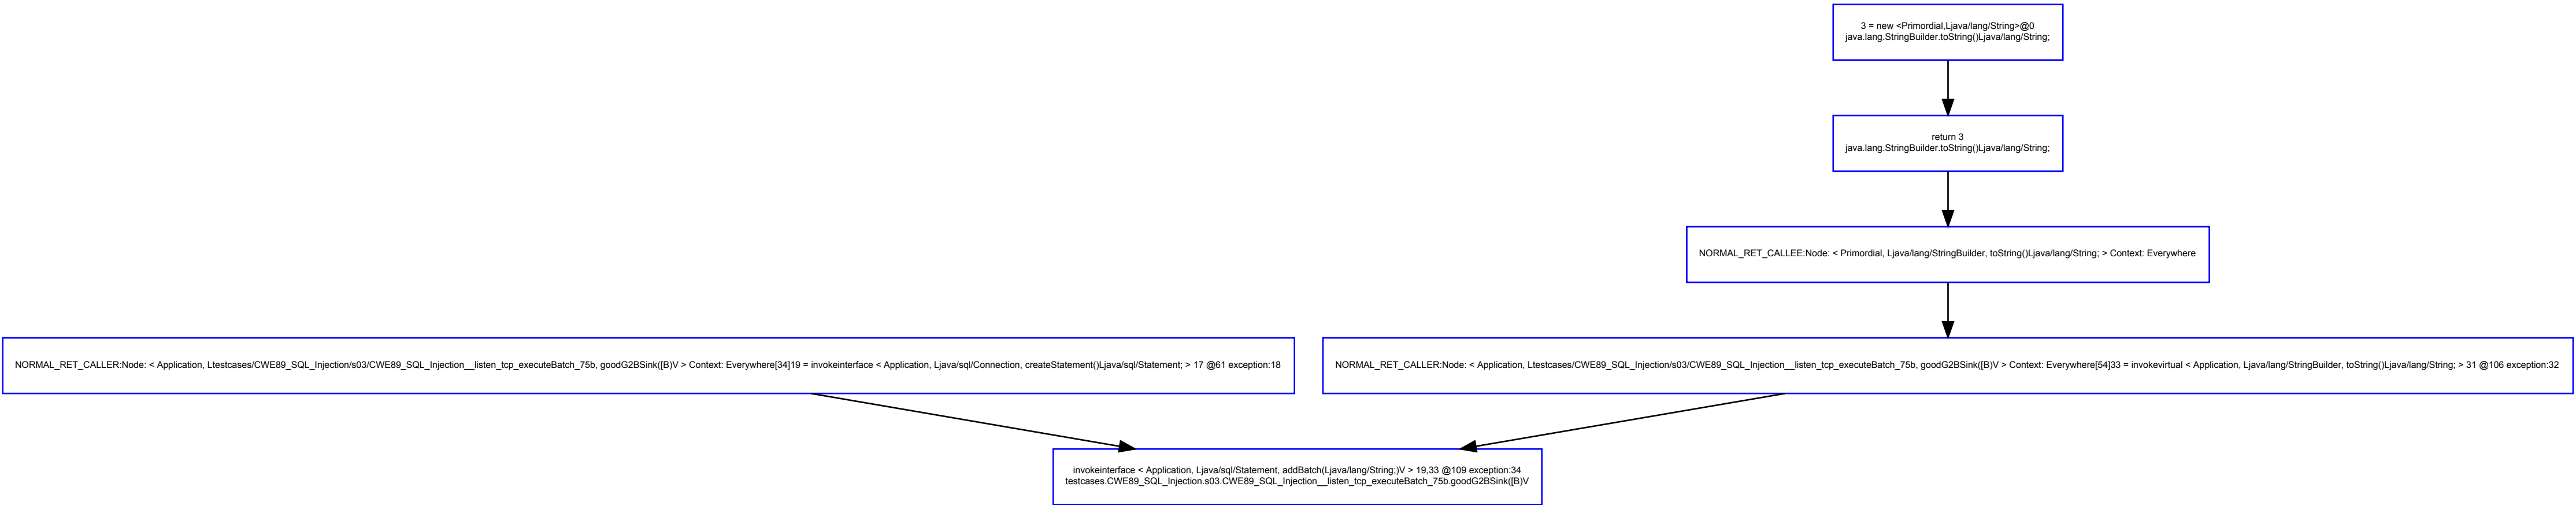 3 = new <Primordial,Ljava/lang/String>@0
java.lang.StringBuilder.toString()Ljava/lang/String;
return 3
java.lang.StringBuilder.toString()Ljava/lang/String;
NORMAL_RET_CALLEE:Node: < Primordial, Ljava/lang/StringBuilder, toString()Ljava/lang/String; > Context: Everywhere
NORMAL_RET_CALLER:Node: < Application, Ltestcases/CWE89_SQL_Injection/s03/CWE89_SQL_Injection__listen_tcp_executeBatch_75b, goodG2BSink([B)V > Context: Everywhere[34]19 = invokeinterface < Application, Ljava/sql/Connection, createStatement()Ljava/sql/Statement; > 17 @61 exception:18
NORMAL_RET_CALLER:Node: < Application, Ltestcases/CWE89_SQL_Injection/s03/CWE89_SQL_Injection__listen_tcp_executeBatch_75b, goodG2BSink([B)V > Context: Everywhere[54]33 = invokevirtual < Application, Ljava/lang/StringBuilder, toString()Ljava/lang/String; > 31 @106 exception:32
invokeinterface < Application, Ljava/sql/Statement, addBatch(Ljava/lang/String;)V > 19,33 @109 exception:34
testcases.CWE89_SQL_Injection.s03.CWE89_SQL_Injection__listen_tcp_executeBatch_75b.goodG2BSink([B)V